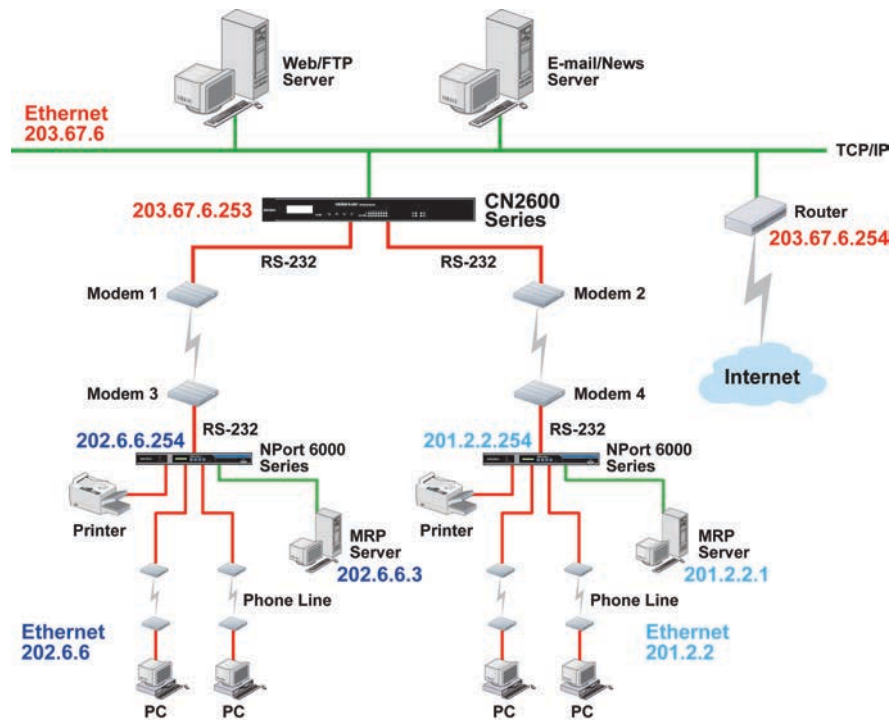 Web/FTP
Server
E-mail/News
Server
Ethernet
203.67.6
TCP/IP
203.67.6.253
CN2600
Series
Router
203.67.6.254
RS-232
RS-232
Modem 1
Modem 2
Internet
Modem 3
Modem 4
RS-232
RS-232
202.6.6.254
NPort 6000
Series
201.2.2.254
NPort 6000
Series
Printer
MRP
Server
202.6.6.3
Printer
MRP
Server
201.2.2.1
Phone Line
Phone Line
Ethernet
202.6.6
Ethernet
201.2.2
PC
PC
PC
PC